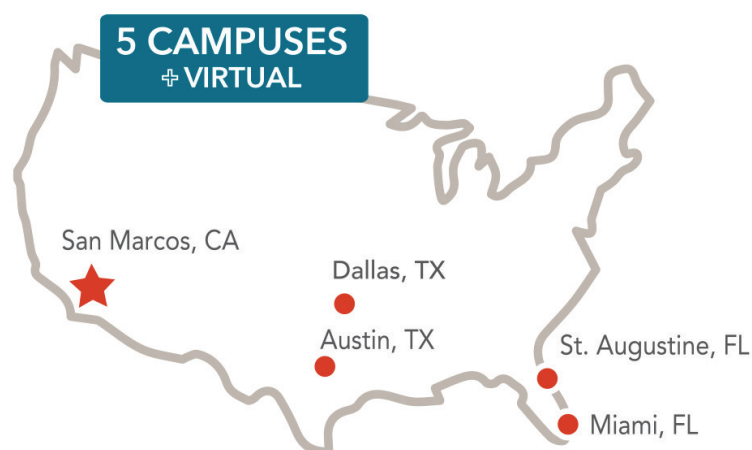 5 CAMPUSES
+ VIRTUAL
San Marcos, CA
Dallas, TX
Austin, TX
St. Augustine, FL
Miami, FL